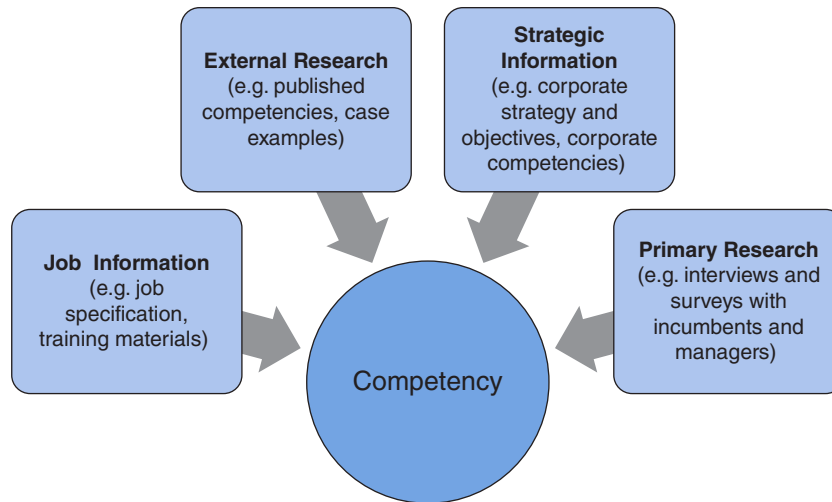 External Research
(e.g. published
competencies, case
examples)
Strategic
Information
(e.g. corporate
strategy and
objectives, corporate
competencies)
Job Information
(e.g. job
specification,
training materials)
Primary Research
(e.g. interviews and
surveys with
incumbents and
managers)
Competency